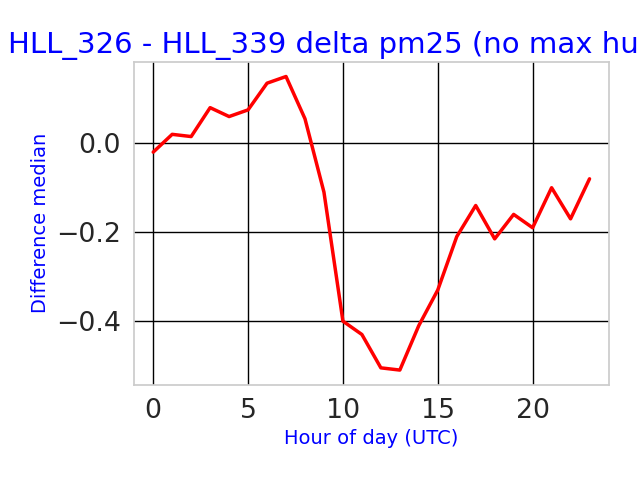 HLL_326 - HLL_339 delta pm25 (no max hu
Difference median
0.0
−0.2
−0.4
0 5 10 15 20
Hour of day (UTC)